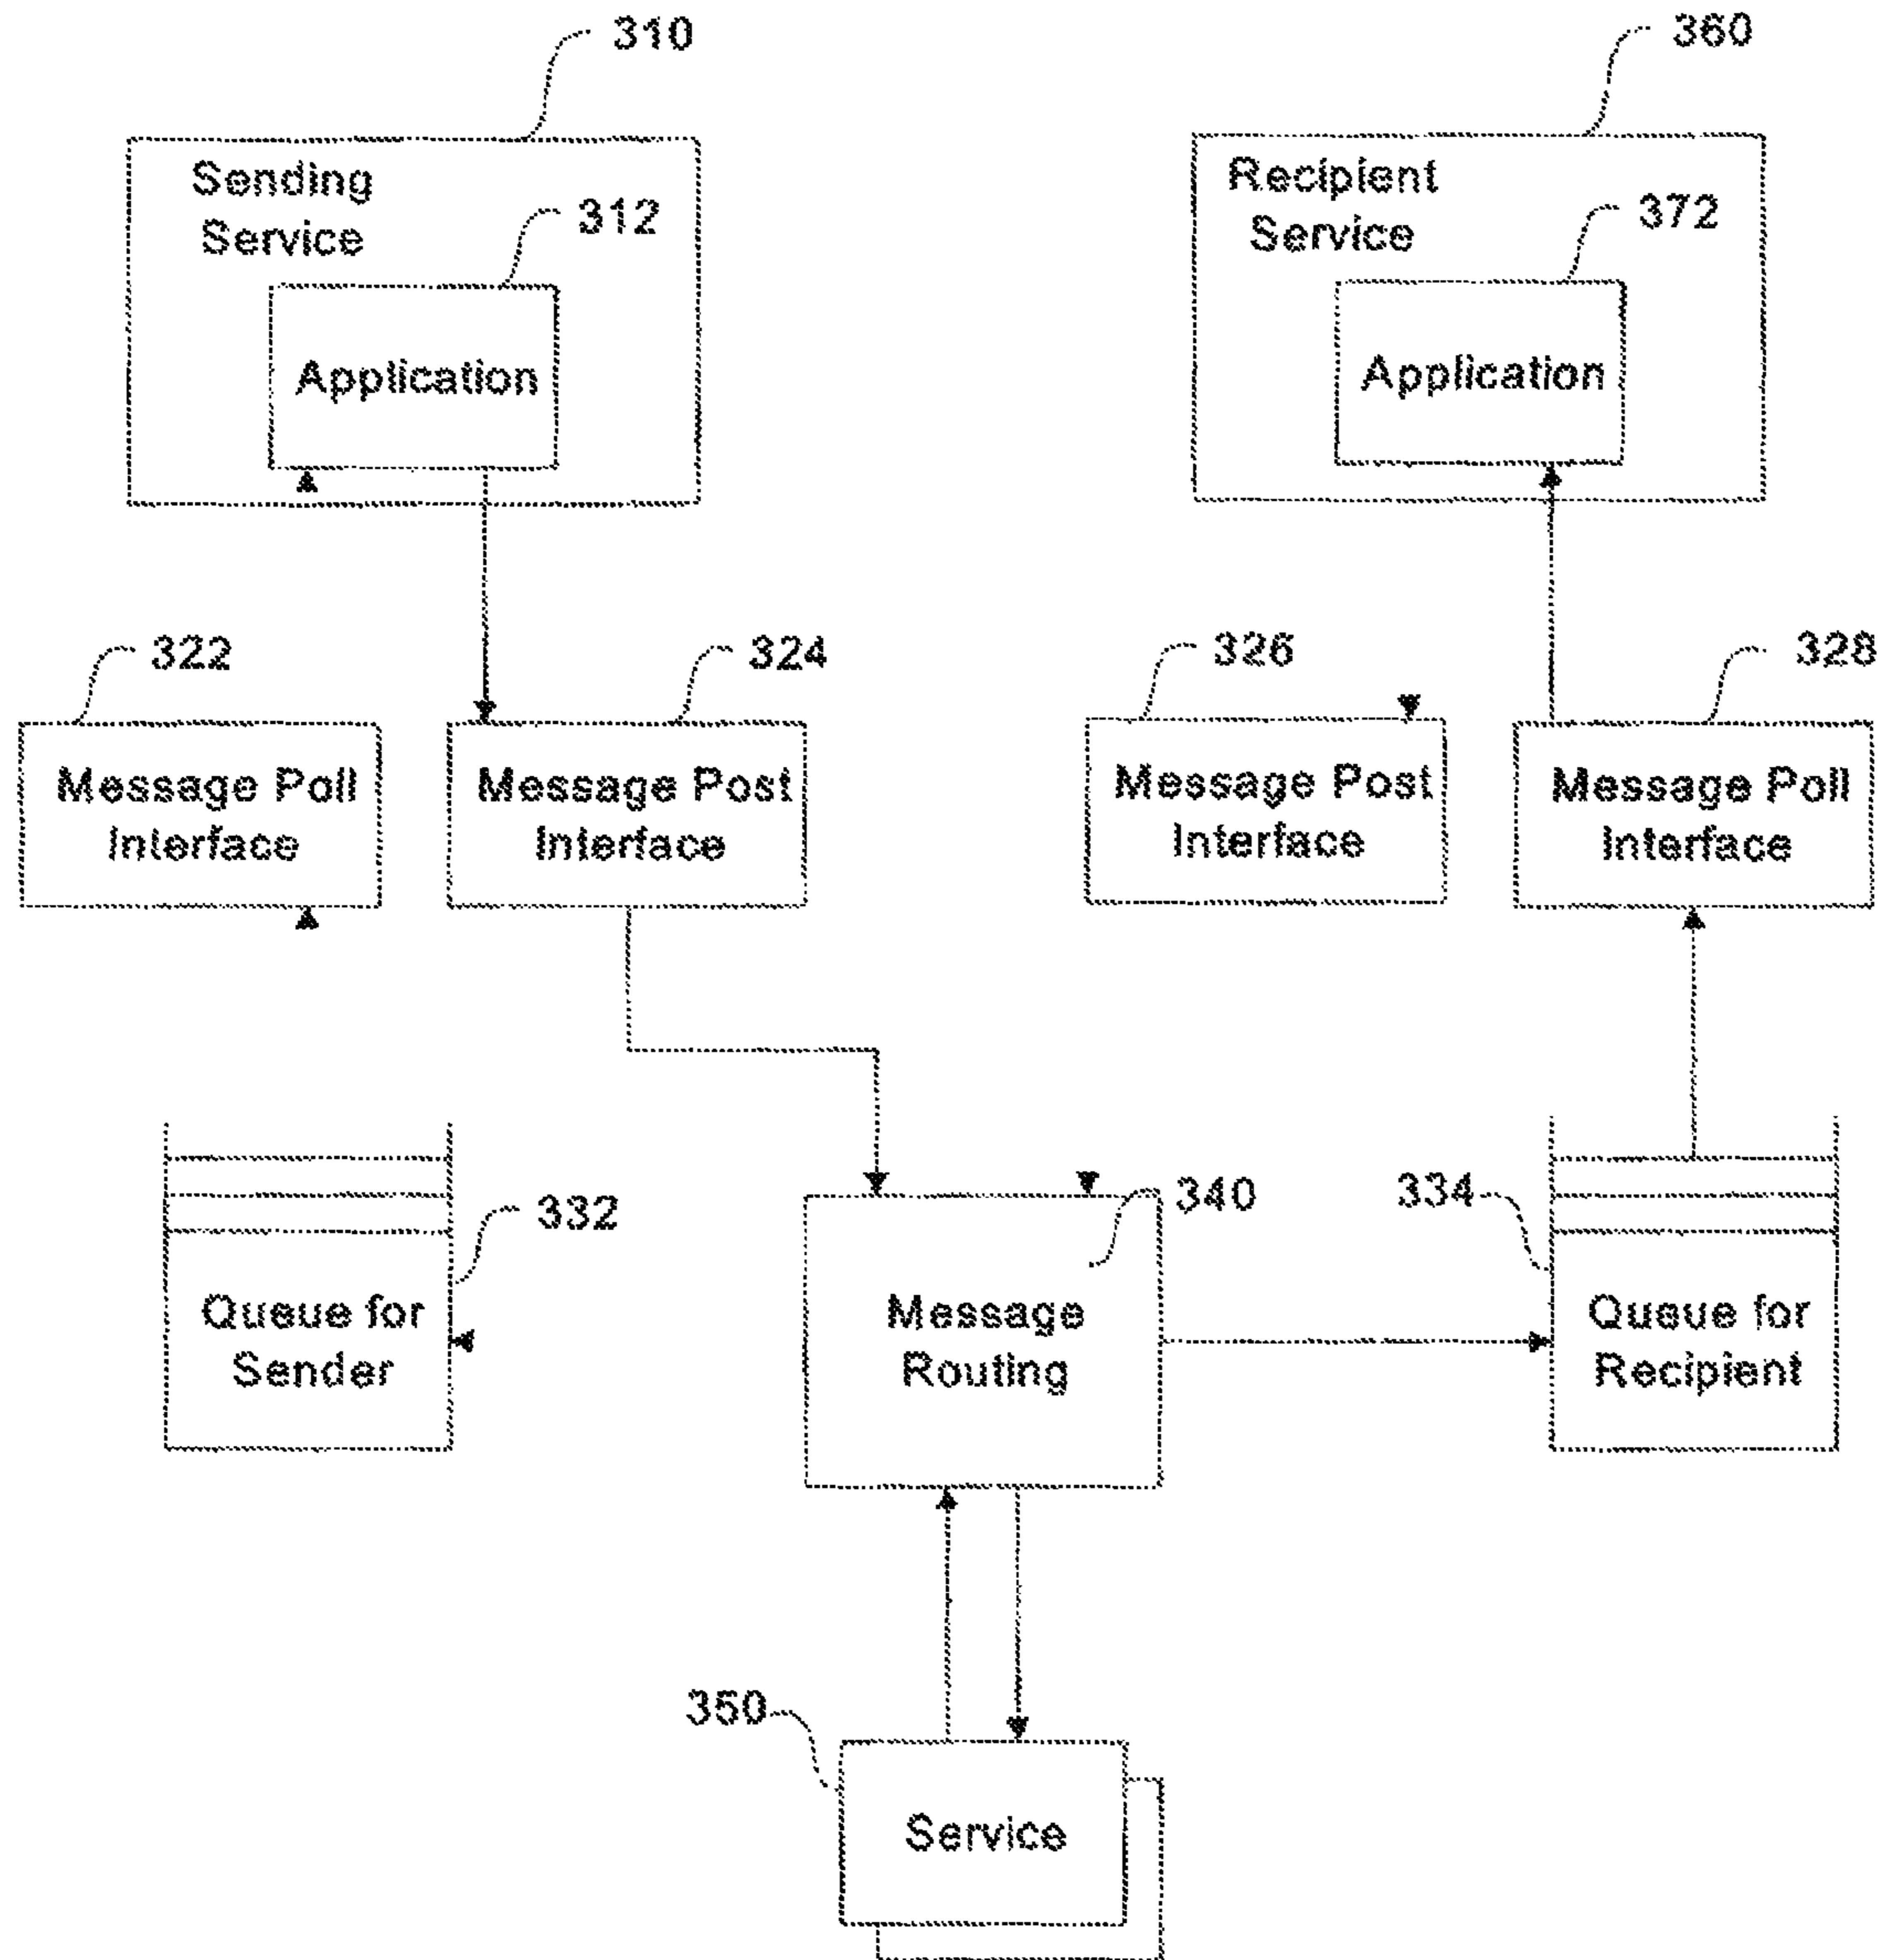 310
360
Sending
Service
312
Recipient
Service
372
Application
Application
322
324
326
328
Message Poll
Interface
Message Post
Interface
Message Post
Interface
Message Poll
Interface
332
340
334
Queue for
Sender
Message
Routing
Queue for
Recipient
350
Service